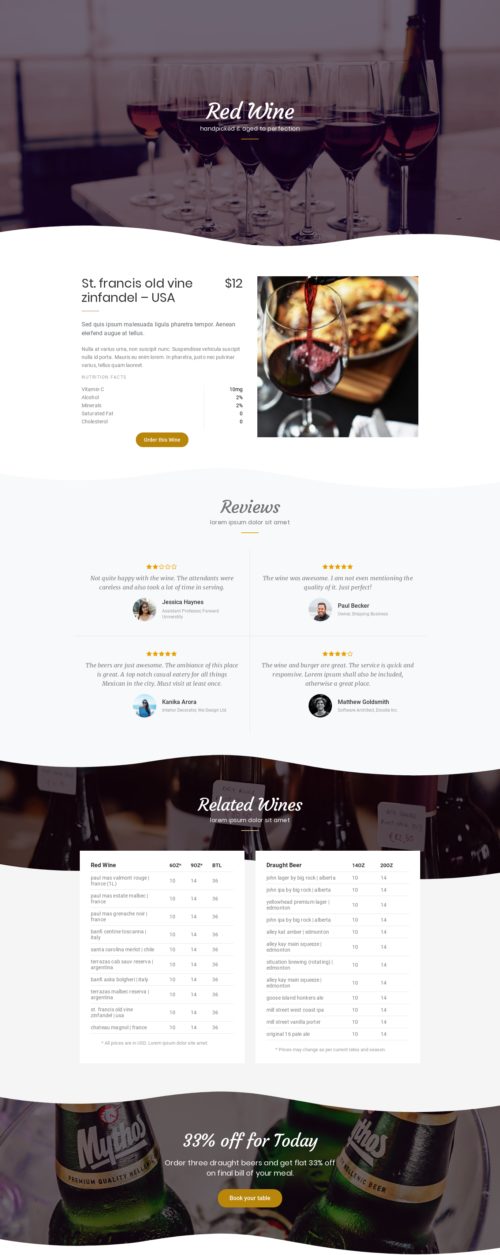 Red Wine
handpicked & aged to perfection
St. francis old vine
zinfandel – USA
$12
Sed quis ipsum malesuada ligula pharetra tempor. Aenean
eleifend augue at tellus.
Nulla at varius urna, non suscipit nunc. Suspendisse vehicula suscipit
nulla id porta. Mauris eu enim lorem. In pharetra, justo nec pulvinar
varius, tellus quam laoreet.
NUTRITION FACTS
Vitamin C 10mg
Alcohol 2%
Minerals 2%
Saturated Fat 0
Cholesterol 0
Order this Wine
Reviews
lorem ipsum dolor sit amet
Not quite happy with the wine. The attendants were
careless and also took a lot of time in serving.
Jessica Haynes
Assistant Professor, Forward
University
The wine was awesome. I am not even mentioning the
quality of it. Just perfect!
Paul Becker
Owner, Shipping Business
The beers are just awesome. The ambiance of this place
is great. A top notch casual eatery for all things
Mexican in the city. Must visit at least once.
Kanika Arora
Interior Decorator, We Design Ltd
The wine and burger are great. The service is quick and
responsive. Lorem ipsum shall also be included,
otherwise a great place.
Matthew Goldsmith
Software Architect, Envato Inc.
Related Wines
lorem ipsum dolor sit amet
Red Wine 6OZ* 9OZ* BTL
paul mas valmont rouge |
france (1L) 10 14 36
paul mas estate malbec |
france 10 14 36
paul mas grenache noir |
france 10 14 36
banfi centine toscanna |
italy 10 14 36
santa carolina merlot | chile 10 14 36
terrazas cab sauv reserva |
argentina 10 14 36
banfi aska bolgheri | italy 10 14 36
terrazas malbec reserva |
argentina 10 14 36
st. francis old vine
zinfandel | usa 10 14 36
chateau magnol | france 10 14 36
* All prices are in USD. Lorem ipsum dolor site amet.
Draught Beer 14OZ 20OZ
john lager by big rock | alberta 10 14
john ipa by big rock | alberta 10 14
yellowhead premium lager |
edmonton 10 14
john ipa by big rock | alberta 10 14
alley kat amber | edmonton 10 14
alley kay main squeeze |
edmonton 10 14
situation brewing (rotating) |
edmonton 10 14
alley kay main squeeze |
edmonton 10 14
goose island honkers ale 10 14
mill street west coast ipa 10 14
mill street vanilla porter 10 14
original 16 pale ale 10 14
* Prices may change as per current rates and season.
33% off for Today
Order three draught beers and get flat 33% off
on final bill of your meal.
Book your table
Mythos
PREMIUM QUALITY HELLENIC
HELLENIC BEER